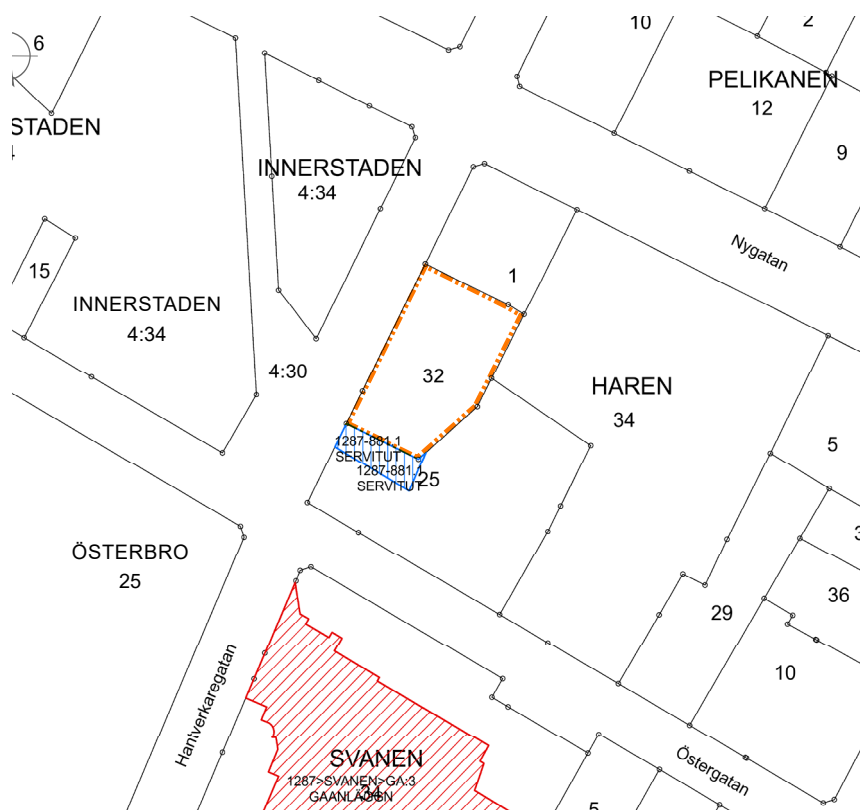 10
2
6
PELIKANEN
12
STADEN
9
INNERSTADEN
4:34
Nygatan
15
1
INNERSTADEN
4:34
4:30
32
HAREN
34
5
1287-881.1
SERVITUT
1287-881.1
SERVITUT
25
3
ÖSTERBRO
25
36
29
10
Hantverkaregatan
SVANEN
34
1287>SVANEN>GA:3
Östergatan
5